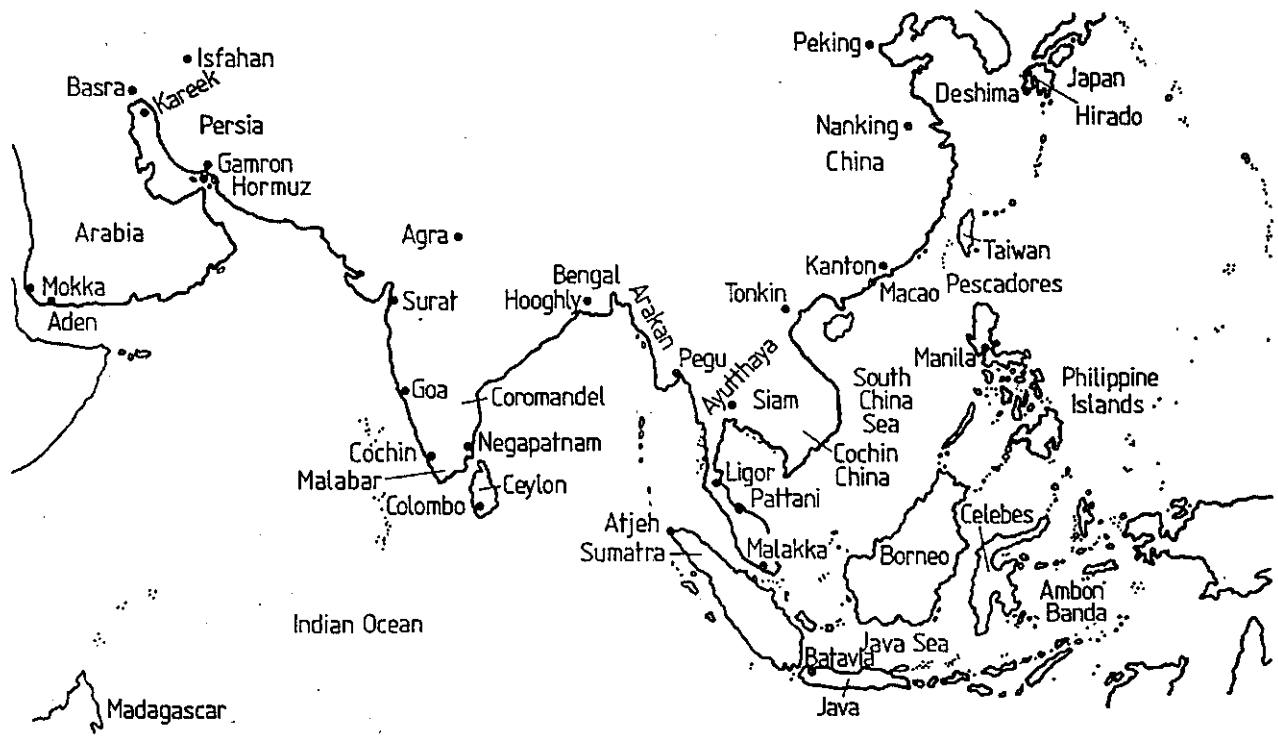 Peking
Isfahan
Basra
Kareek
Japan
Deshima
Hirado
Persia
Nanking
China
Gamron
Hormuz
Arabia
Agra
Taiwan
Kanton
Bengal
Mokka
Hooghly
Arakan
Tonkin
Macao
Pescadores
Surat
Aden
Pegu
Ayutthaya
Manila
Goa
Coromandel
Siam
South
China
Sea
Philippine
Islands
Cochin
Negapatnam
Cochin
China
Malabar
Ligor
Pattani
Colombo
Ceylon
Atjeh
Sumatra
Malakka
Borneo
Celebes
Ambon
Banda
Indian Ocean
Java Sea
Batavia
Java
Madagascar